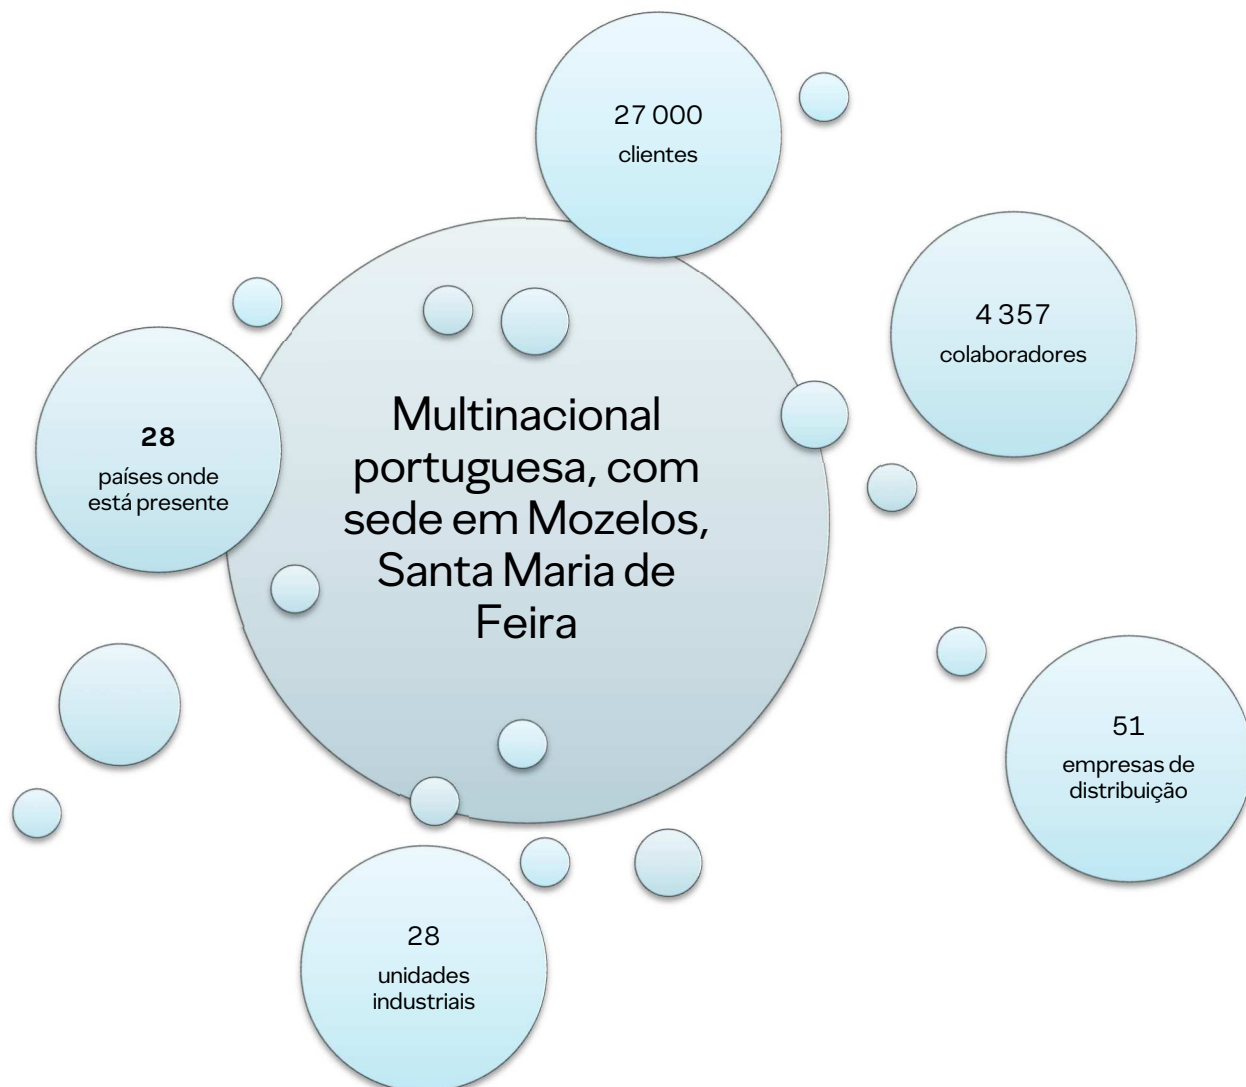 27 000
clientes
4 357
colaboradores
28
países onde
está presente
Multinacional
portuguesa, com
sede em Mozelos,
Santa Maria de
Feira
51
empresas de
distribuição
28
unidades
industriais